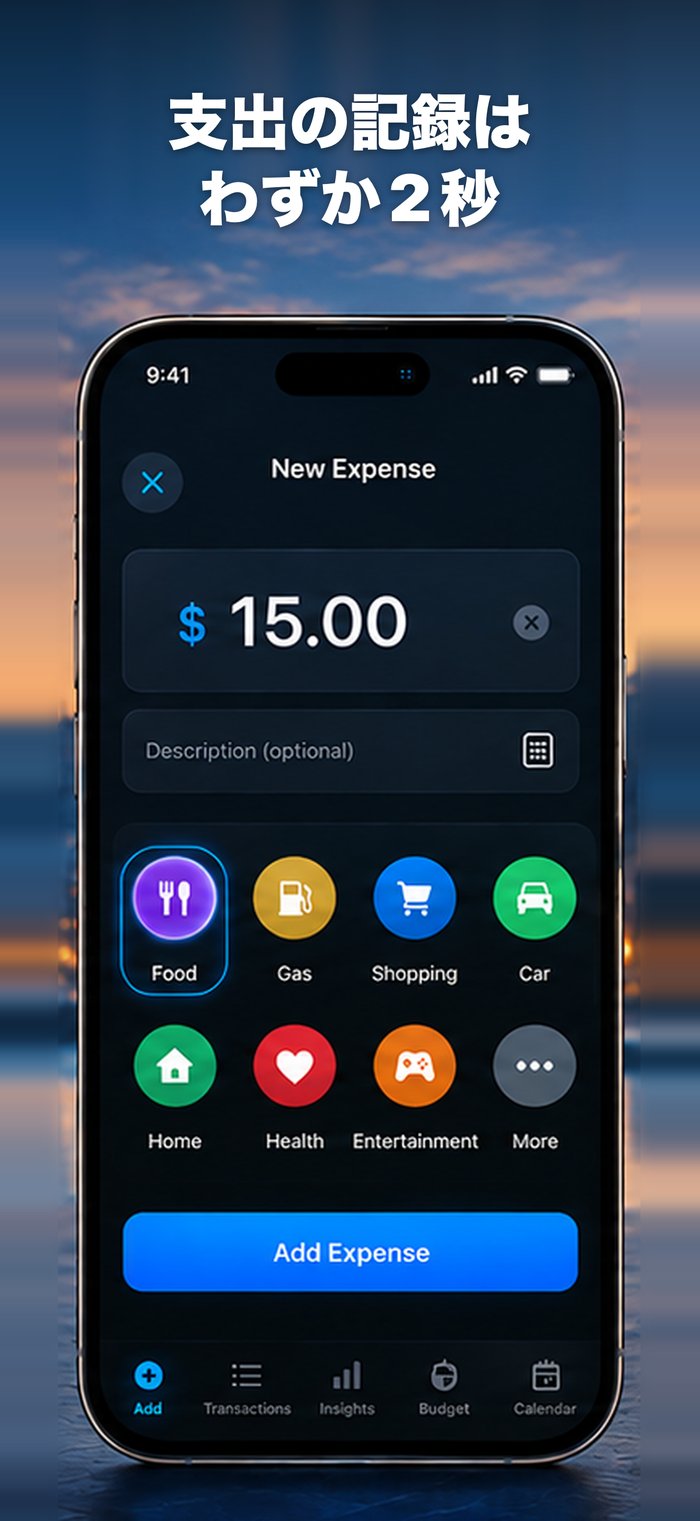 支出の記録は
わずか2秒
9:41
New Expense
$ 15.00
Description (optional)
Food Gas Shopping Car
Home Health Entertainment More
Add Expense
Add Transactions Insights Budget Calendar